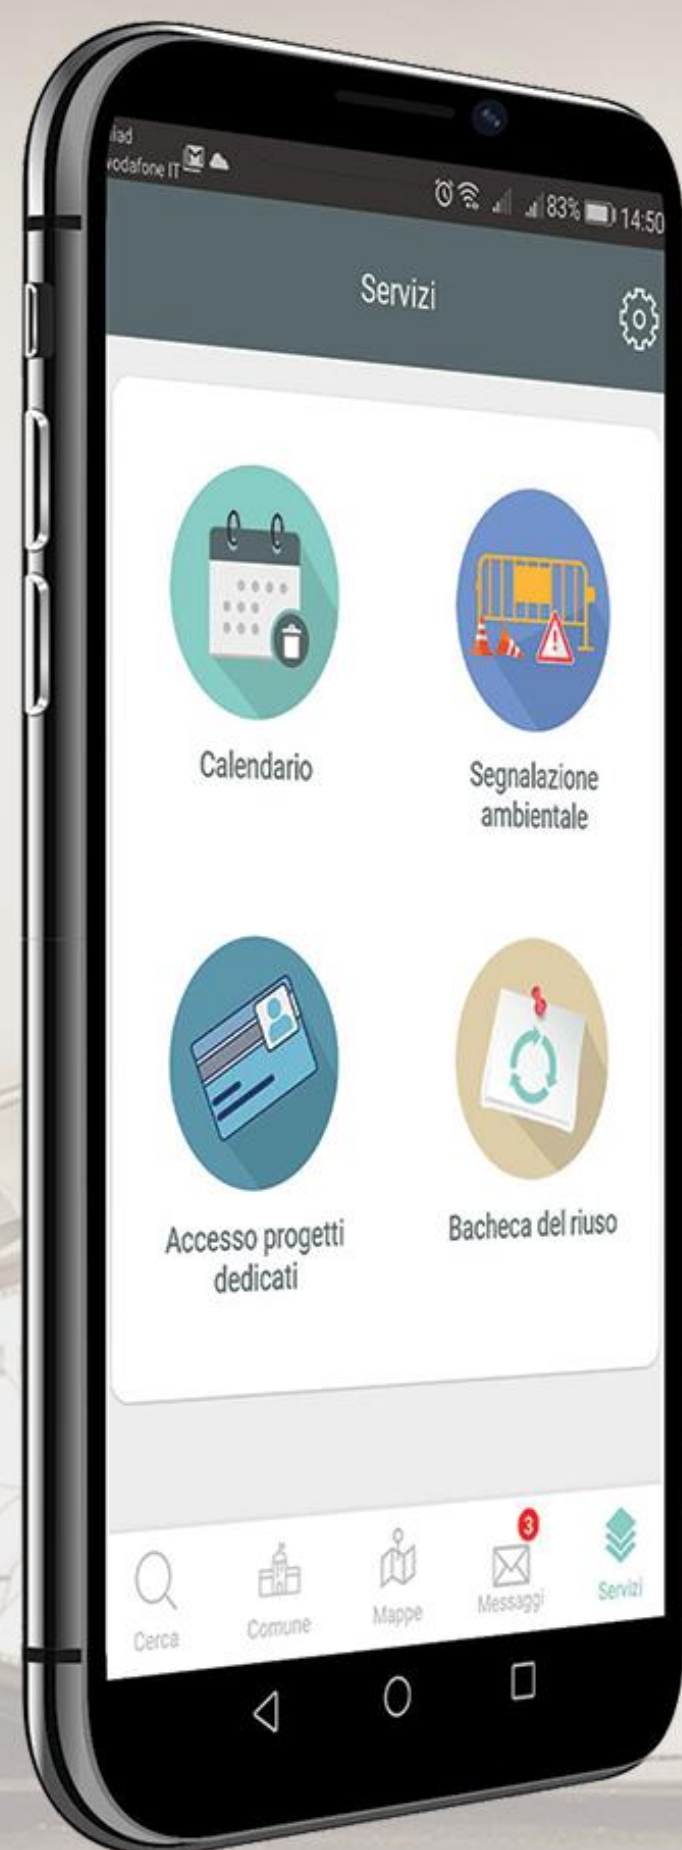 vodafone IT
83% 14:50
Servizi
Calendario
Segnalazione
ambientale
Accesso progetti
dedicati
Bacheca del riuso
3
Cerca
Comune
Mappe
Messaggi
Servizi